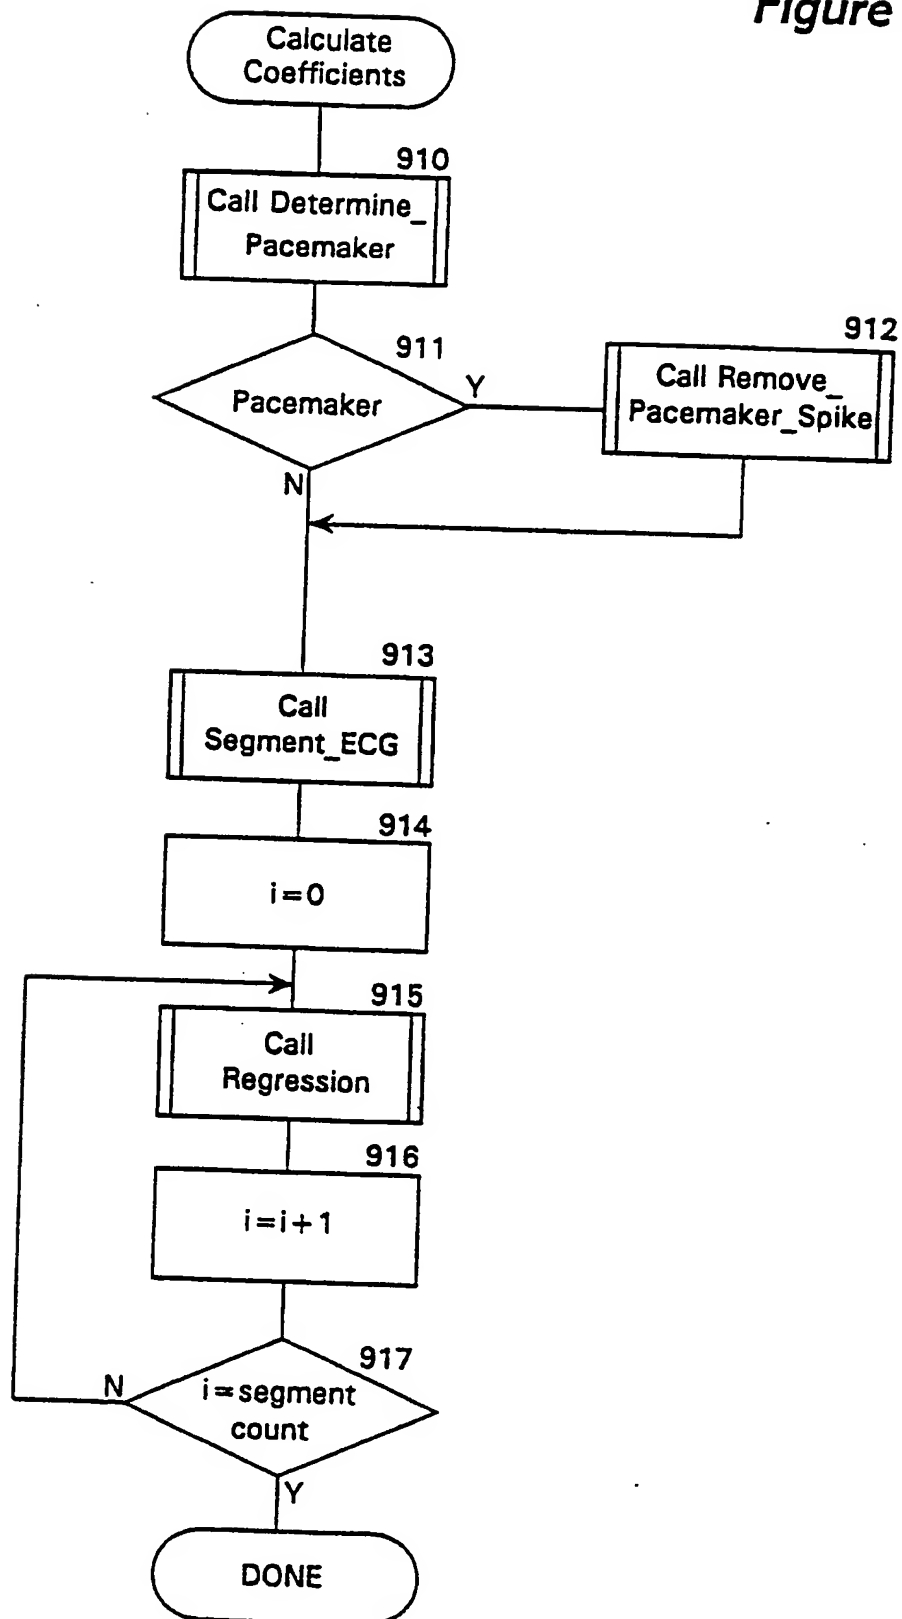 Figure
Calculate
Coefficients
910
Call Determine_
Pacemaker
911
Pacemaker
Y
N
912
Call Remove_
Pacemaker_Spike
913
Call
Segment_ECG
914
i=0
915
Call
Regression
916
i=i+1
917
i=segment
count
N
Y
DONE